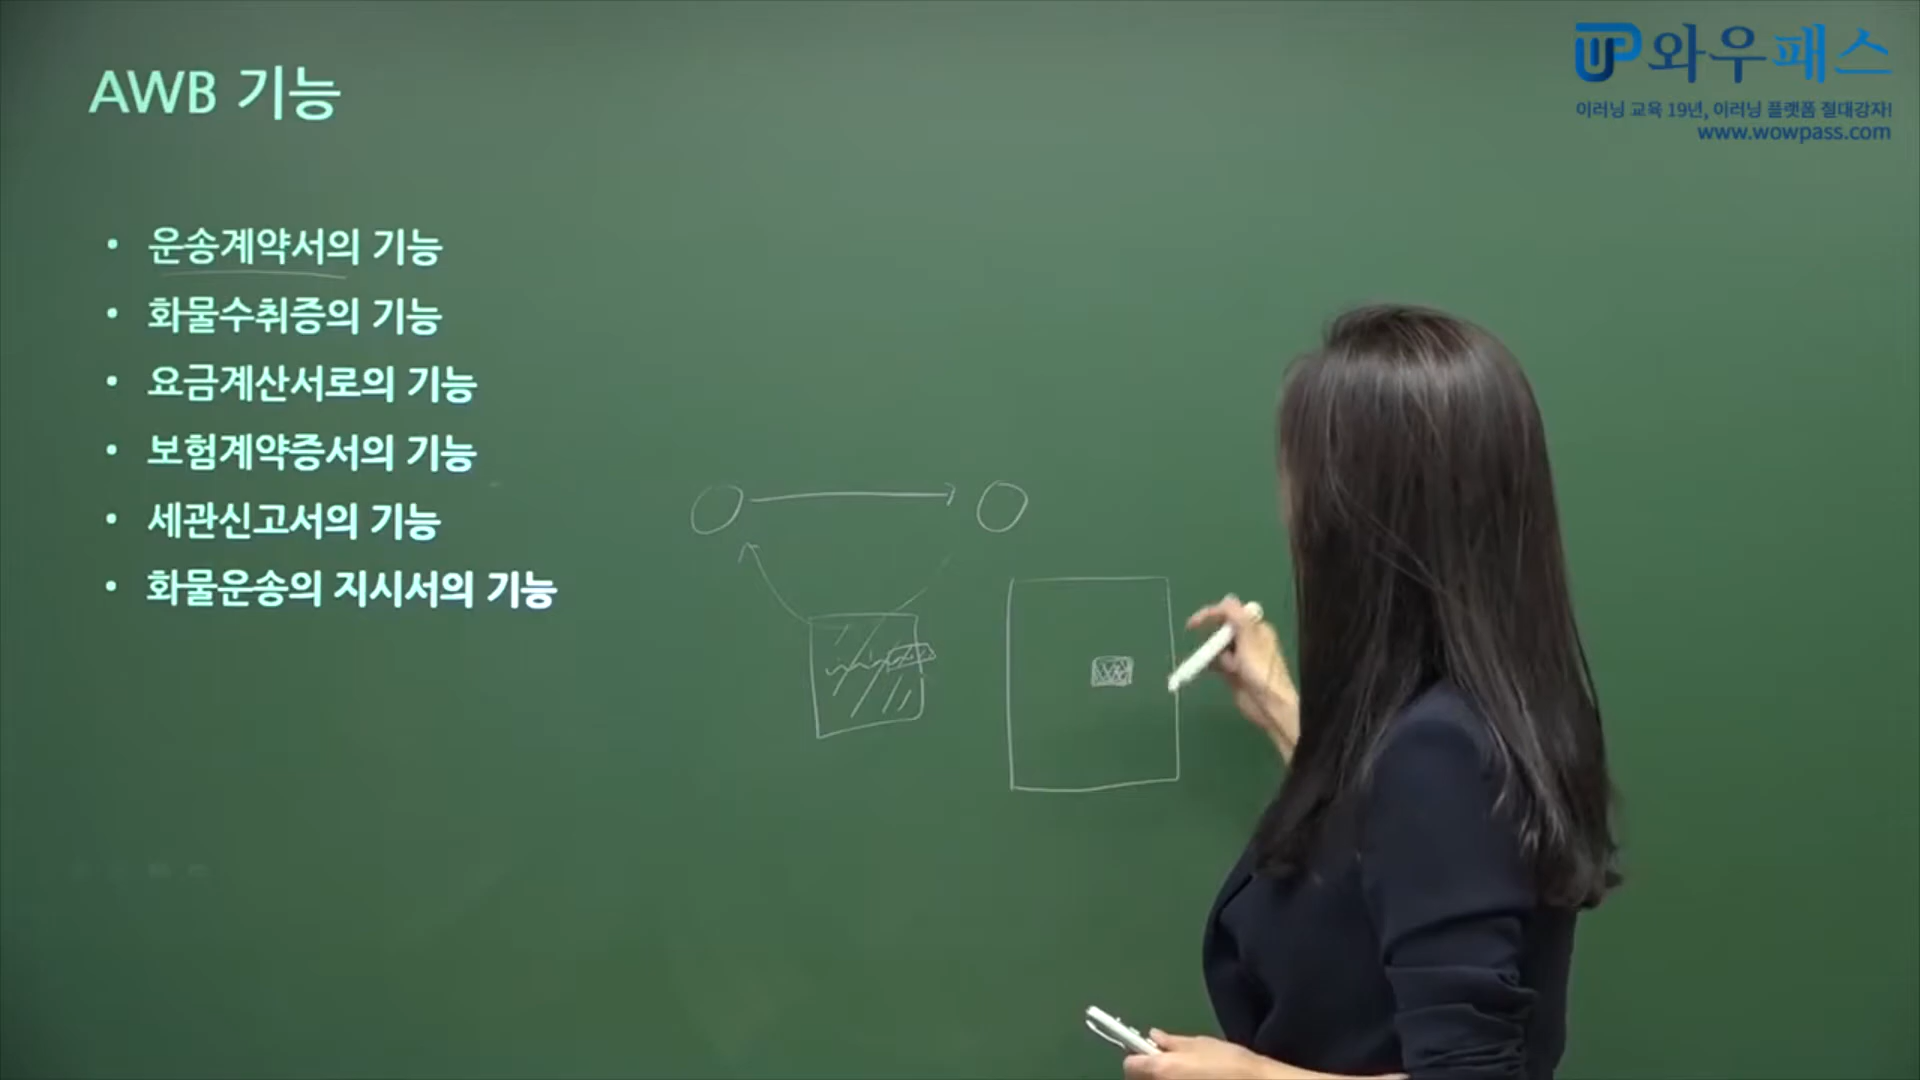 AWB 기능
와우패스
이러닝 교육 19년, 이러닝 플랫폼 절대강자!
www.wowpass.com
• 운송계약서의 기능
• 화물수취증의 기능
• 요금계산서로의 기능
• 보험계약증서의 기능
• 세관신고서의 기능
• 화물운송의 지시서의 기능